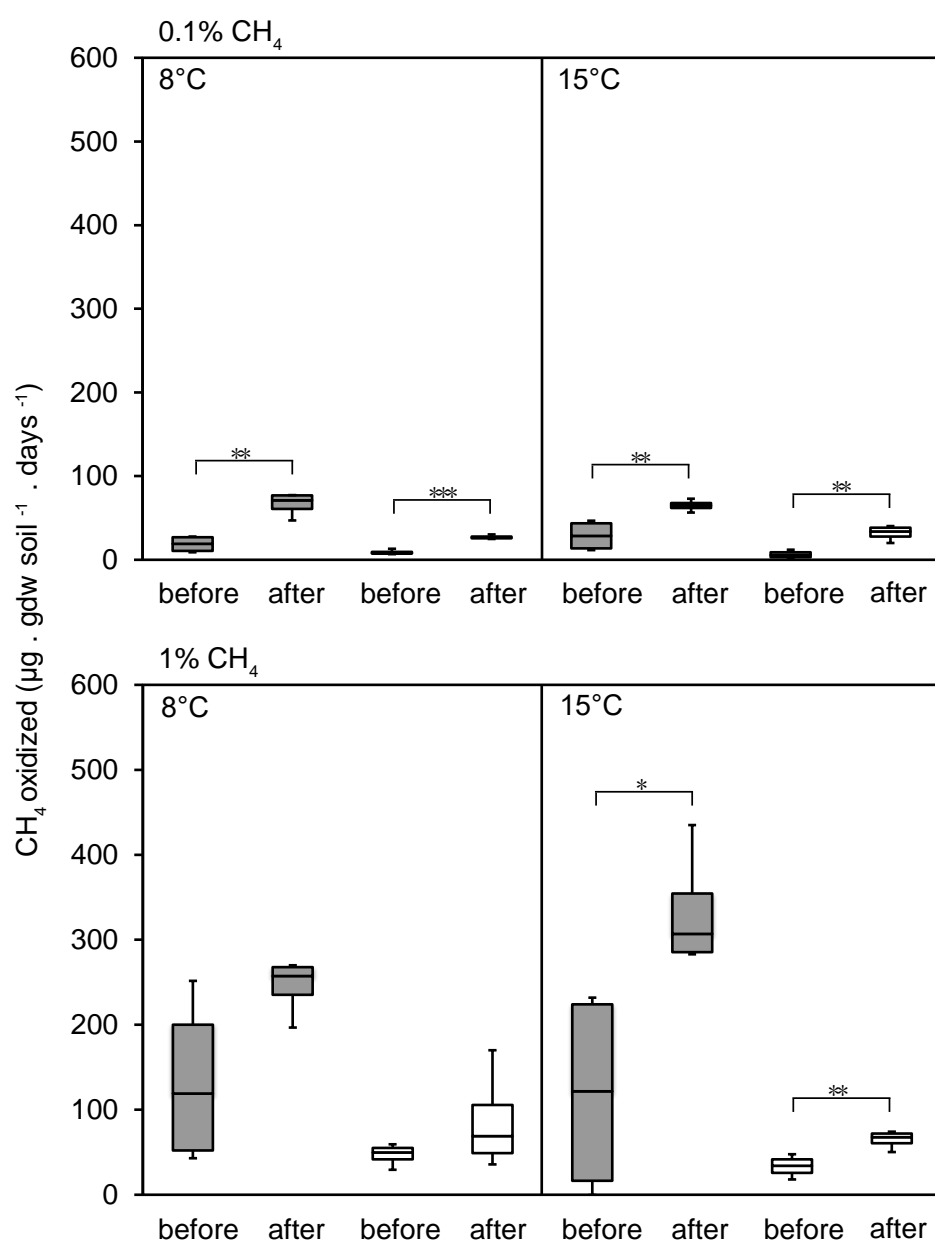 0.1% CH₄
8°C
15°C
600
500
400
300
200
100
0
**
***
**
**
before after before after before after before after
CH₄ oxidized (µg . gdw soil ⁻¹ . days ⁻¹)
1% CH₄
8°C
15°C
600
500
400
300
200
100
0
*
**
before after before after before after before after